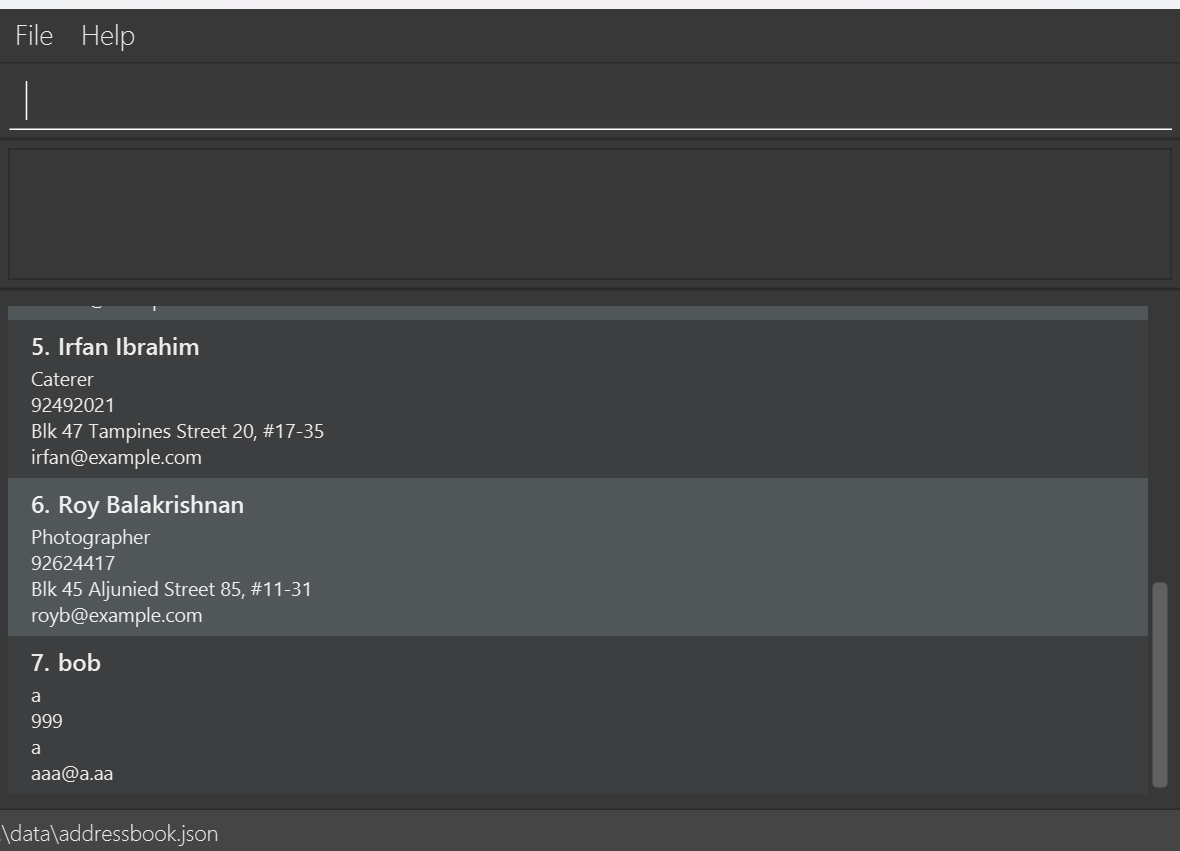 File Help
5. Irfan Ibrahim
Caterer
92492021
Blk 47 Tampines Street 20, #17-35
irfan@example.com
6. Roy Balakrishnan
Photographer
92624417
Blk 45 Aljunied Street 85, #11-31
royb@example.com
7. bob
a
999
a
aaa@a.aa
\data\addressbook.json